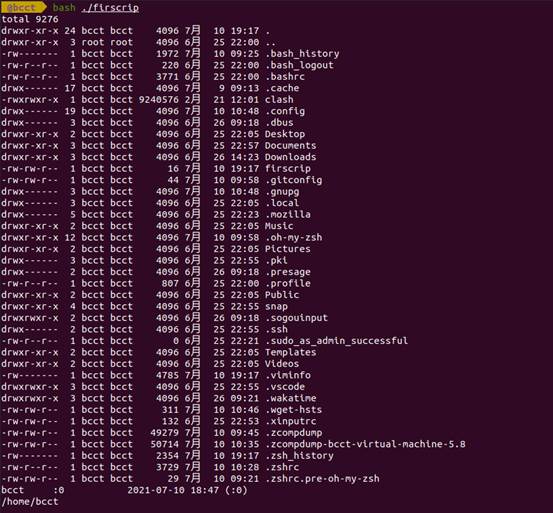 @bcct bash ./firscrip
total 9276
drwxr-xr-x 24 bcct bcct    4096 7月  10 19:17 .
drwxr-xr-x  3 root root    4096 6月  25 22:00 ..
-rw-------  1 bcct bcct    1972 7月  10 09:25 .bash_history
-rw-r--r--  1 bcct bcct     220 6月  25 22:00 .bash_logout
-rw-r--r--  1 bcct bcct    3771 6月  25 22:00 .bashrc
drwx------ 17 bcct bcct    4096 7月   9 09:13 .cache
-rwxrwxr-x  1 bcct bcct 9240576 2月  21 12:01 clash
drwx------ 19 bcct bcct    4096 7月  10 10:48 .config
drwx------  3 bcct bcct    4096 6月  26 09:18 .dbus
drwxr-xr-x  2 bcct bcct    4096 6月  25 22:05 Desktop
drwxr-xr-x  3 bcct bcct    4096 6月  25 22:57 Documents
drwxr-xr-x  3 bcct bcct    4096 6月  26 14:23 Downloads
-rw-rw-r--  1 bcct bcct      16 7月  10 19:17 firscrip
-rw-rw-r--  1 bcct bcct      44 7月  10 09:58 .gitconfig
drwx------  3 bcct bcct    4096 7月  10 10:48 .gnupg
drwxr-xr-x  3 bcct bcct    4096 6月  25 22:05 .local
drwx------  5 bcct bcct    4096 6月  25 22:23 .mozilla
drwxr-xr-x  2 bcct bcct    4096 6月  25 22:05 Music
drwxr-xr-x 12 bcct bcct    4096 7月  10 09:58 .oh-my-zsh
drwxr-xr-x  2 bcct bcct    4096 6月  25 22:05 Pictures
drwx------  3 bcct bcct    4096 6月  25 22:55 .pki
drwx------  2 bcct bcct    4096 6月  26 09:18 .presage
-rw-r--r--  1 bcct bcct     807 6月  25 22:00 .profile
drwxr-xr-x  2 bcct bcct    4096 6月  25 22:05 Public
drwxr-xr-x  4 bcct bcct    4096 6月  25 22:55 snap
drwxrwxr-x  2 bcct bcct    4096 6月  26 09:18 .sogouinput
drwx------  2 bcct bcct    4096 6月  25 22:55 .ssh
-rw-r--r--  1 bcct bcct       0 6月  25 22:21 .sudo_as_admin_successful
drwxr-xr-x  2 bcct bcct    4096 6月  25 22:05 Templates
drwxr-xr-x  2 bcct bcct    4096 6月  25 22:05 Videos
-rw-------  1 bcct bcct    4785 7月  10 19:17 .viminfo
drwxrwxr-x  3 bcct bcct    4096 6月  25 22:55 .vscode
drwxrwxr-x  3 bcct bcct    4096 6月  26 09:21 .wakatime
-rw-rw-r--  1 bcct bcct     311 7月  10 10:46 .wget-hsts
-rw-rw-r--  1 bcct bcct     132 6月  25 22:53 .xinputrc
-rw-rw-r--  1 bcct bcct   49279 7月  10 09:45 .zcompdump
-rw-rw-r--  1 bcct bcct   50714 7月  10 10:35 .zcompdump-bcct-virtual-machine-5.8
-rw-------  1 bcct bcct    2354 7月  10 19:17 .zsh_history
-rw-rw-r--  1 bcct bcct    3729 7月  10 10:28 .zshrc
-rw-rw-r--  1 bcct bcct      29 7月  10 09:21 .zshrc.pre-oh-my-zsh
bcct     :0           2021-07-10 18:47 (:0)
/home/bcct